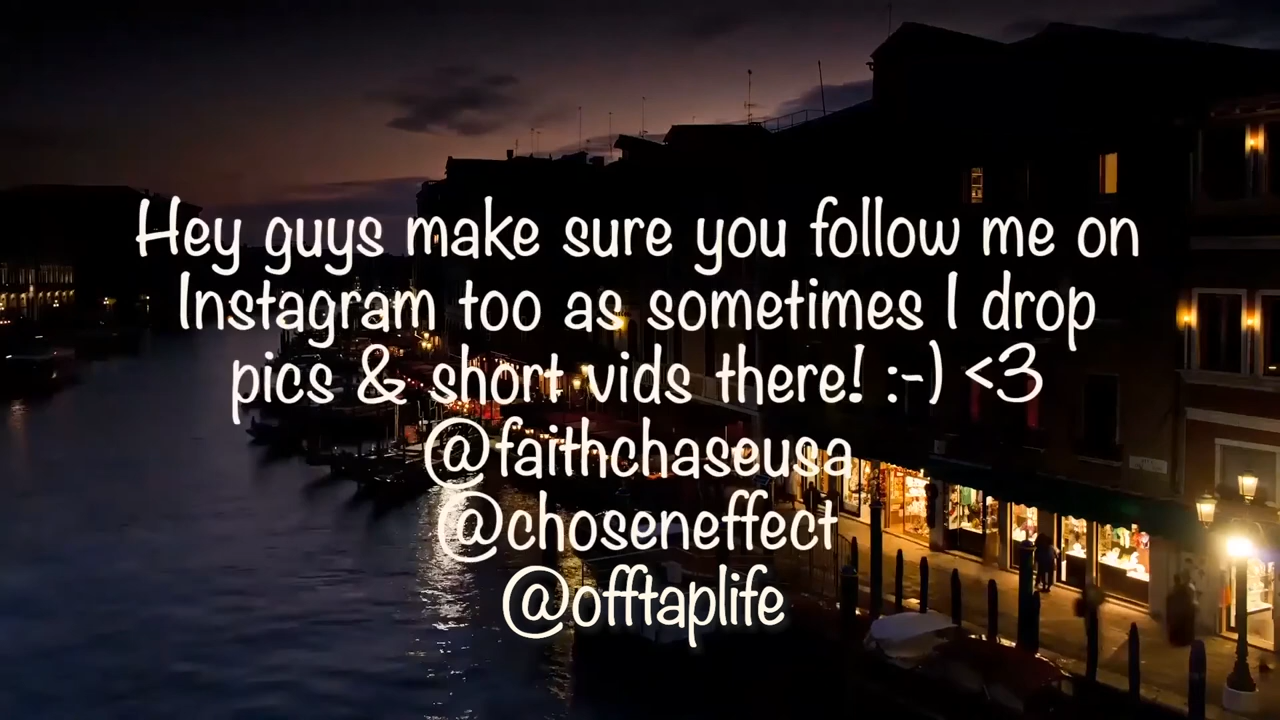 Hey guys make sure you follow me on
Instagram too as sometimes I drop
pics & short vids there! :-) <3
@faithchaseusa
@choseneffect
@offtaplife